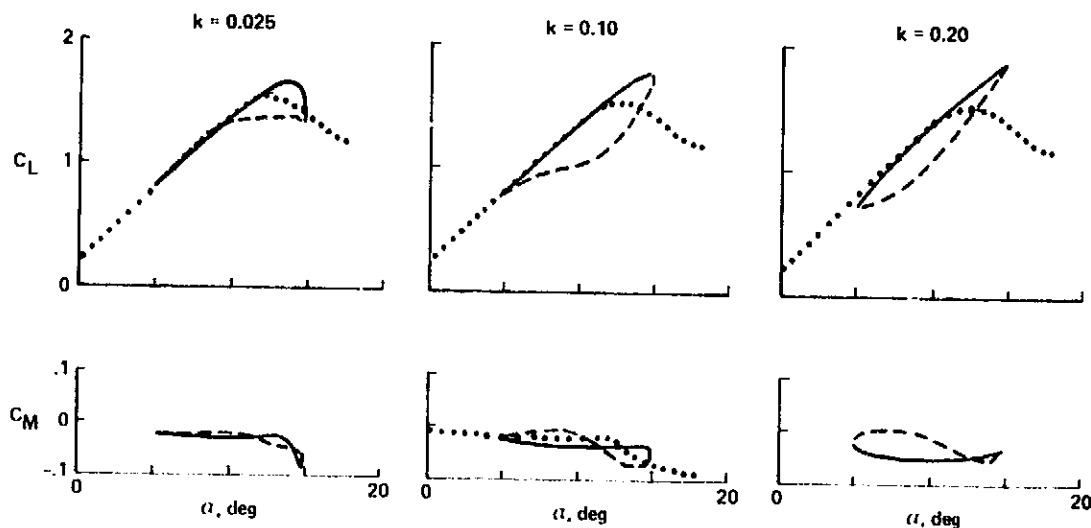 k = 0.025
k = 0.10
k = 0.20
2
C_L
1
0
.1
C_M
0
-.1
0
20
0
20
0
20
α, deg
α, deg
α, deg